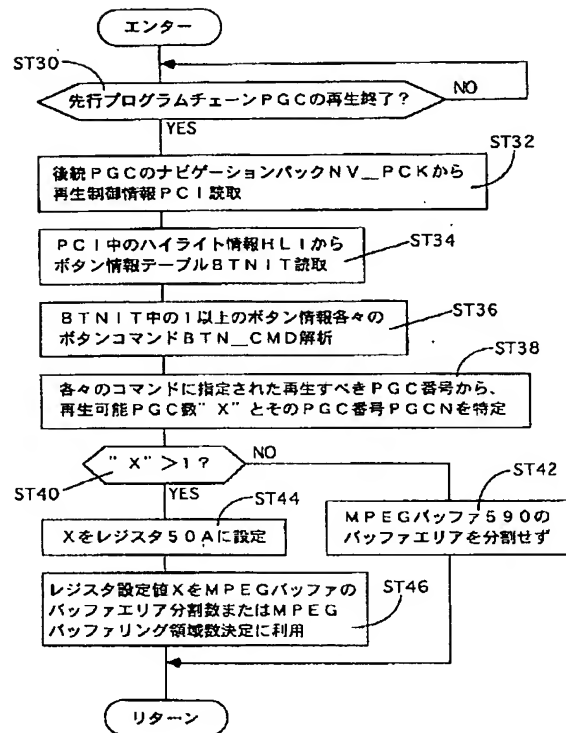 エンター
ST30
先行プログラムチェーンPGCの再生終了?
NO
YES
ST32
後続PGCのナビゲーションパックNV__PCKから
再生制御情報PCI読取
ST34
PCI中のハイライト情報HLIから
ボタン情報テーブルBTNIT読取
ST36
BTNIT中の1以上のボタン情報各々の
ボタンコマンドBTN__CMD解析
ST38
各々のコマンドに指定された再生すべきPGC番号から、
再生可能PGC数"X"とそのPGC番号PGCNを特定
"X">1?
NO
ST40
YES
ST42
ST44
Xをレジスタ50Aに設定
MPEGバッファ590の
バッファエリアを分割せず
レジスタ設定値XをMPEGバッファの
バッファエリア分割数またはMPEG
バッファリング領域数決定に利用
ST46
リターン